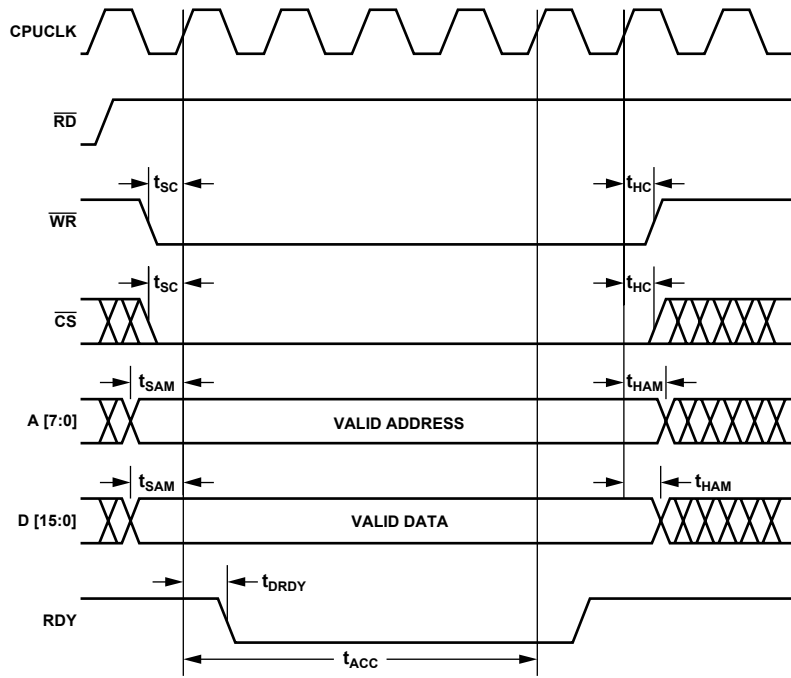 CPUCLK
RD
tSC
tHC
WR
tSC
tHC
CS
tSAM
tHAM
A [7:0]
VALID ADDRESS
tSAM
tHAM
D [15:0]
VALID DATA
tDRDY
RDY
tACC